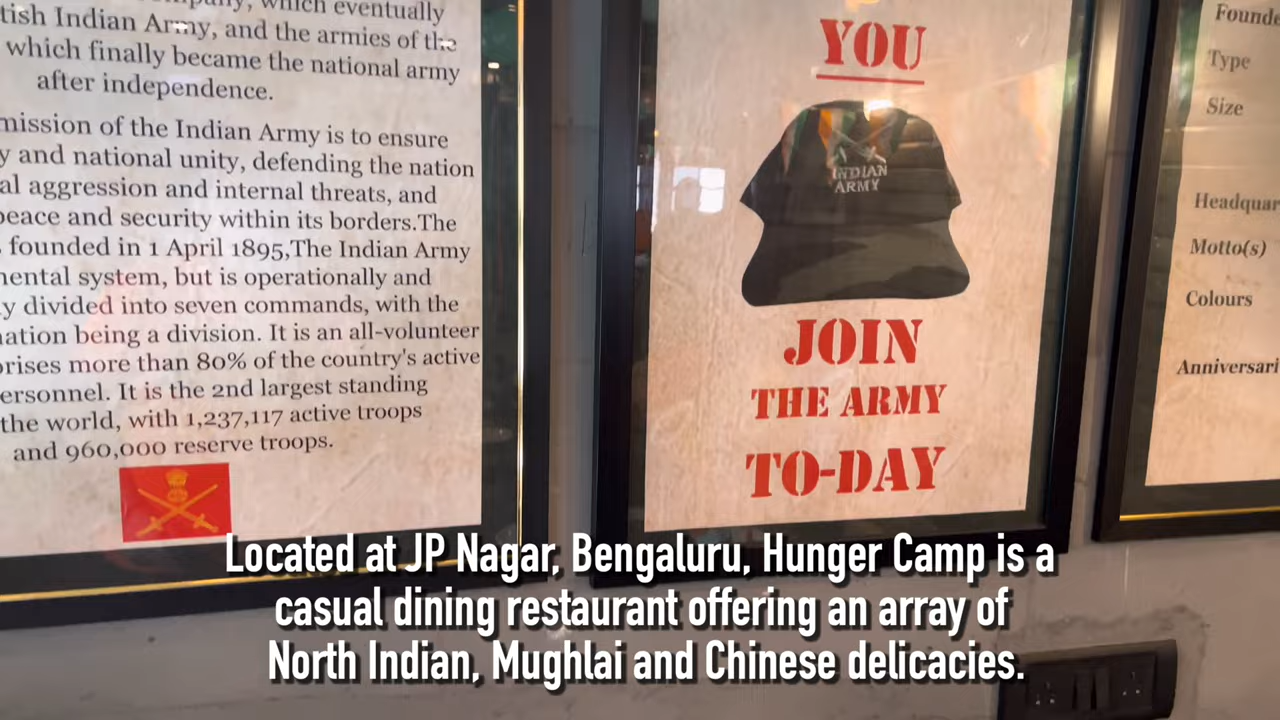 which eventually
tish Indian Army, and the armies of the
which finally became the national army
after independence.
mission of the Indian Army is to ensure
y and national unity, defending the nation
al aggression and internal threats, and
peace and security within its borders.The
founded in 1 April 1895,The Indian Army
mental system, but is operationally and
y divided into seven commands, with the
nation being a division. It is an all-volunteer
prises more than 80% of the country's active
ersonnel. It is the 2nd largest standing
the world, with 1,237,117 active troops
and 960,000 reserve troops.
YOU
INDIAN
ARMY
JOIN
THE ARMY
TO-DAY
Founde
Type
Size
Headquar
Motto(s)
Colours
Anniversari
Located at JP Nagar, Bengaluru, Hunger Camp is a
casual dining restaurant offering an array of
North Indian, Mughlai and Chinese delicacies.